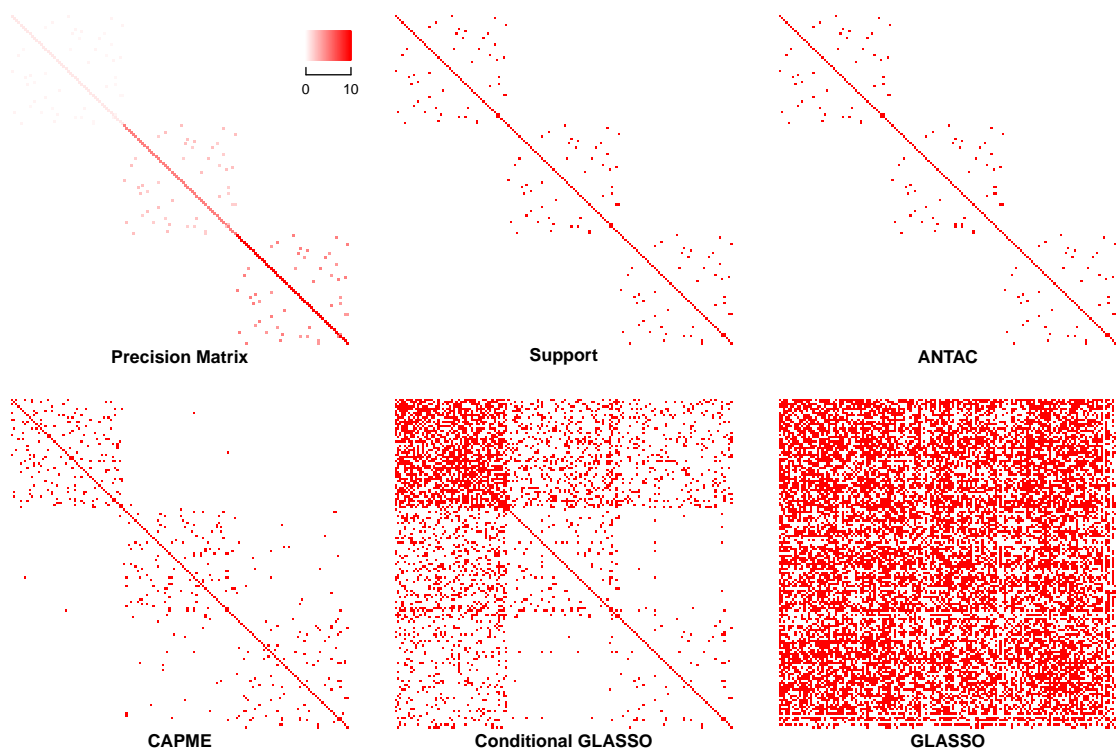 0 10
Precision Matrix
Support
ANTAC
CAPME
Conditional GLASSO
GLASSO